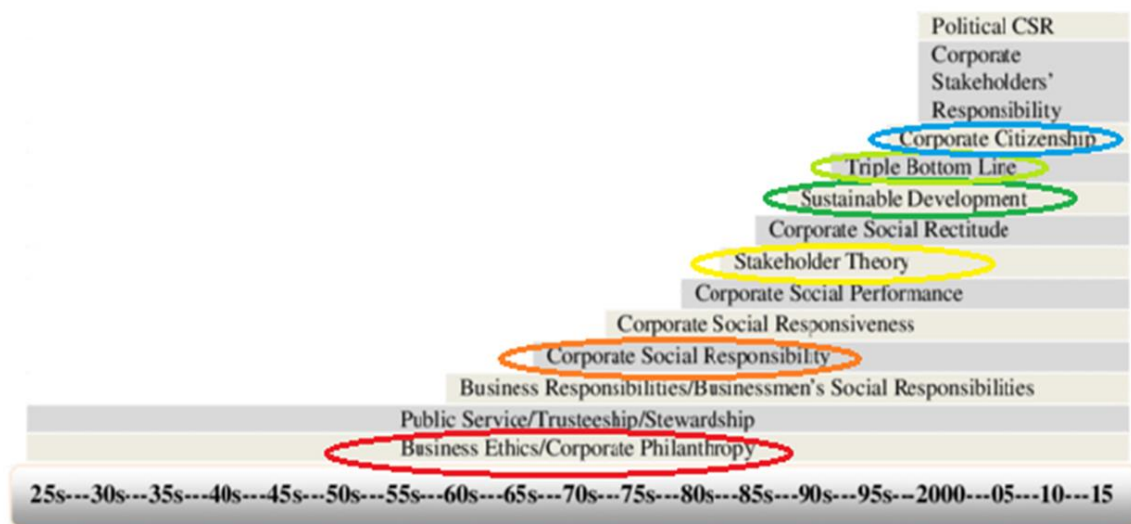 Political CSR
Corporate
Stakeholders'
Responsibility
Corporate Citizenship
Triple Bottom Line
Sustainable Development
Corporate Social Rectitude
Stakeholder Theory
Corporate Social Performance
Corporate Social Responsiveness
Corporate Social Responsibility
Business Responsibilities/Businessmen's Social Responsibilities
Public Service/Trusteeship/Stewardship
Business Ethics/Corporate Philanthropy
25s---30s---35s---40s---45s---50s---55s---60s---65s---70s---75s---80s---85s---90s---95s---2000---05---10---15